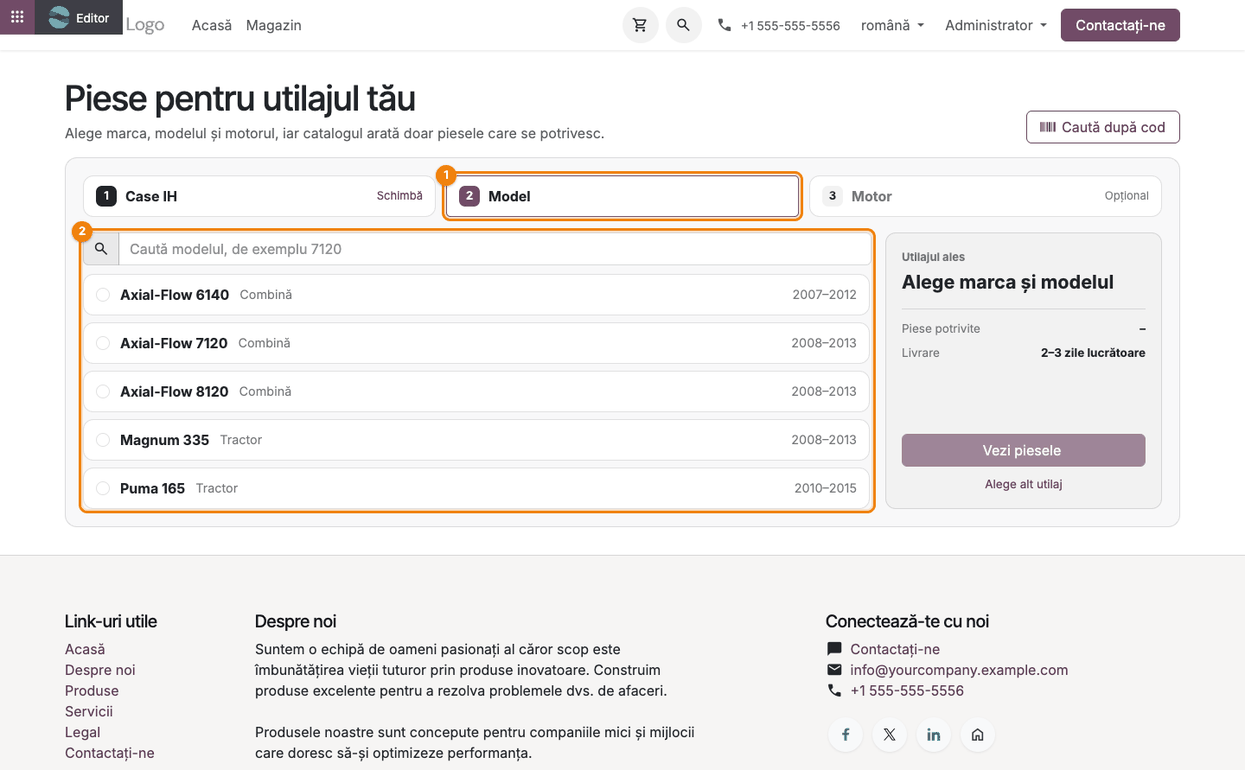 Editor
Logo
Acasă
Magazin
+1 555-555-5556
română
Administrator
Contactați-ne
Piese pentru utilajul tău
Alege marca, modelul și motorul, iar catalogul arată doar piesele care se potrivesc.
Caută după cod
1 Case IH Schimbă
1
2 Model
3 Motor Opțional
2
Caută modelul, de exemplu 7120
Axial-Flow 6140 Combină 2007–2012
Axial-Flow 7120 Combină 2008–2013
Axial-Flow 8120 Combină 2008–2013
Magnum 335 Tractor 2008–2013
Puma 165 Tractor 2010–2015
Utilajul ales
Alege marca și modelul
Piese potrivite –
Livrare 2–3 zile lucrătoare
Vezi piesele
Alege alt utilaj
Link-uri utile
Acasă
Despre noi
Produse
Servicii
Legal
Contactați-ne
Despre noi
Suntem o echipă de oameni pasionați al căror scop este
îmbunătățirea vieții tuturor prin produse inovatoare. Construim
produse excelente pentru a rezolva problemele dvs. de afaceri.
Produsele noastre sunt concepute pentru companiile mici și mijlocii
care doresc să-și optimizeze performanța.
Conectează-te cu noi
Contactați-ne
info@yourcompany.example.com
+1 555-555-5556